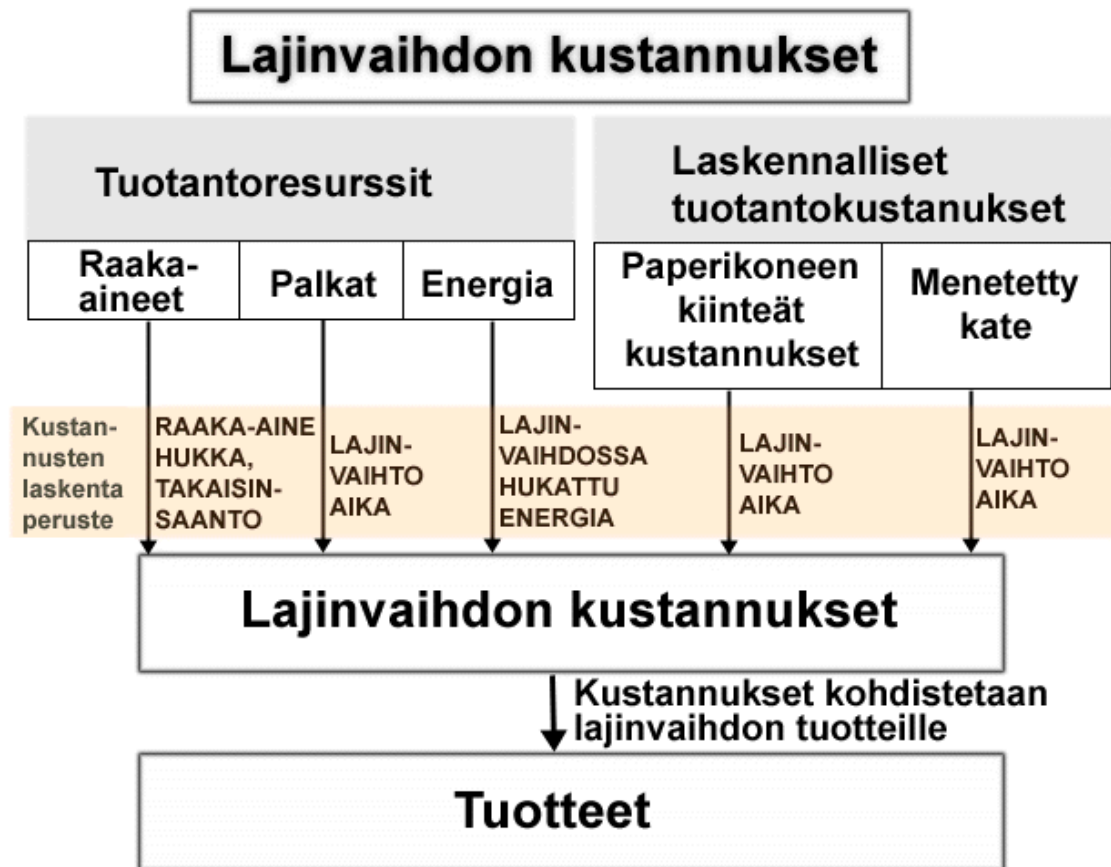 Lajinvaihdon kustannukset
Tuotantoresurssit
Laskennalliset
tuotantokustanukset
Raaka-
aineet
Palkat
Energia
Paperikoneen
kiinteät
kustannukset
Menetetty
kate
Kustan-
nusten
laskenta
peruste
RAAKA-AINE
HUKKA,
TAKAISIN-
SAANTO
LAJIN-
VAIHTO
AIKA
LAJIN-
VAIHDOSSA
HUKATTU
ENERGIA
LAJIN-
VAIHTO
AIKA
LAJIN-
VAIHTO
AIKA
Lajinvaihdon kustannukset
Kustannukset kohdistetaan
lajinvaihdon tuotteille
Tuotteet